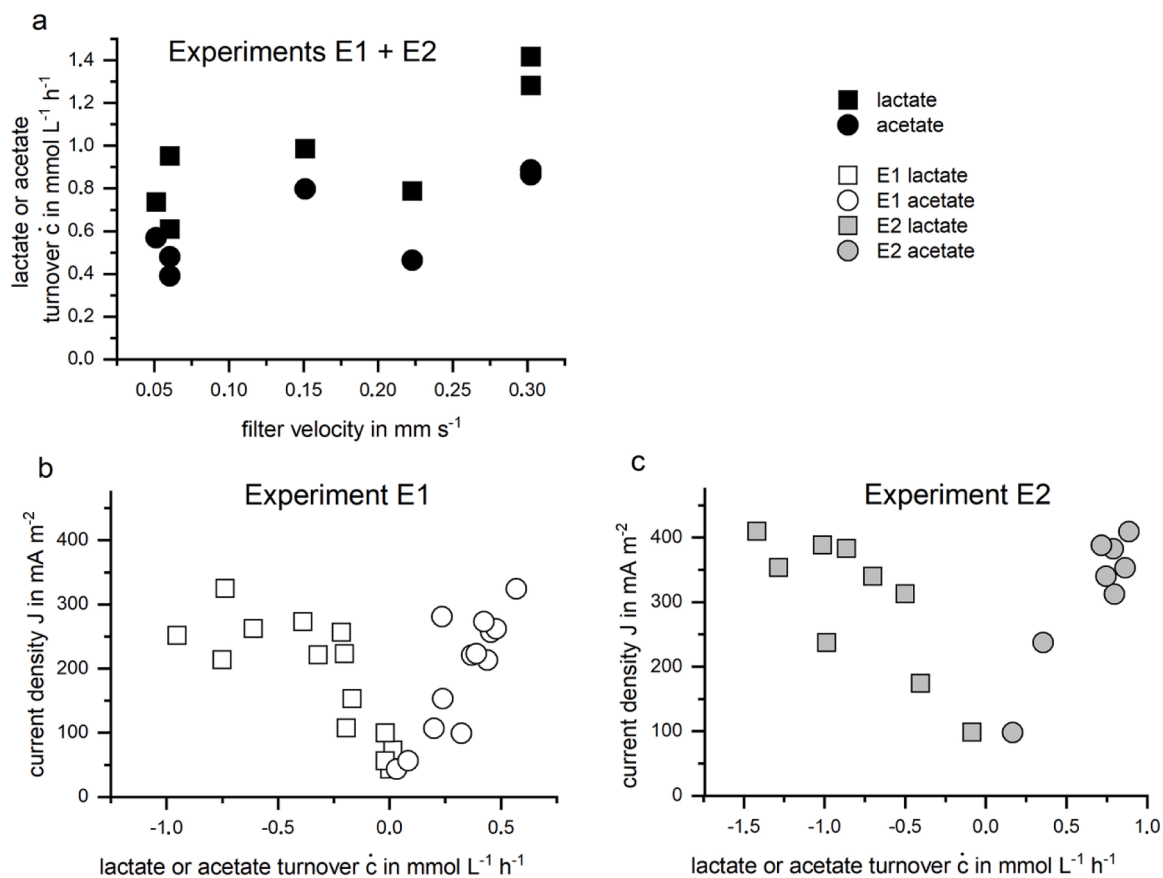 a
Experiments E1 + E2
lactate or acetate
turnover ċ in mmol L⁻¹ h⁻¹
1.4
1.2
1.0
0.8
0.6
0.4
0.2
0.0
0.05 0.10 0.15 0.20 0.25 0.30
filter velocity in mm s⁻¹
lactate
acetate
E1 lactate
E1 acetate
E2 lactate
E2 acetate
b
Experiment E1
current density J in mA m⁻²
400
300
200
100
0
-1.0 -0.5 0.0 0.5
lactate or acetate turnover ċ in mmol L⁻¹ h⁻¹
c
Experiment E2
current density J in mA m⁻²
400
300
200
100
0
-1.5 -1.0 -0.5 0.0 0.5 1.0
lactate or acetate turnover ċ in mmol L⁻¹ h⁻¹